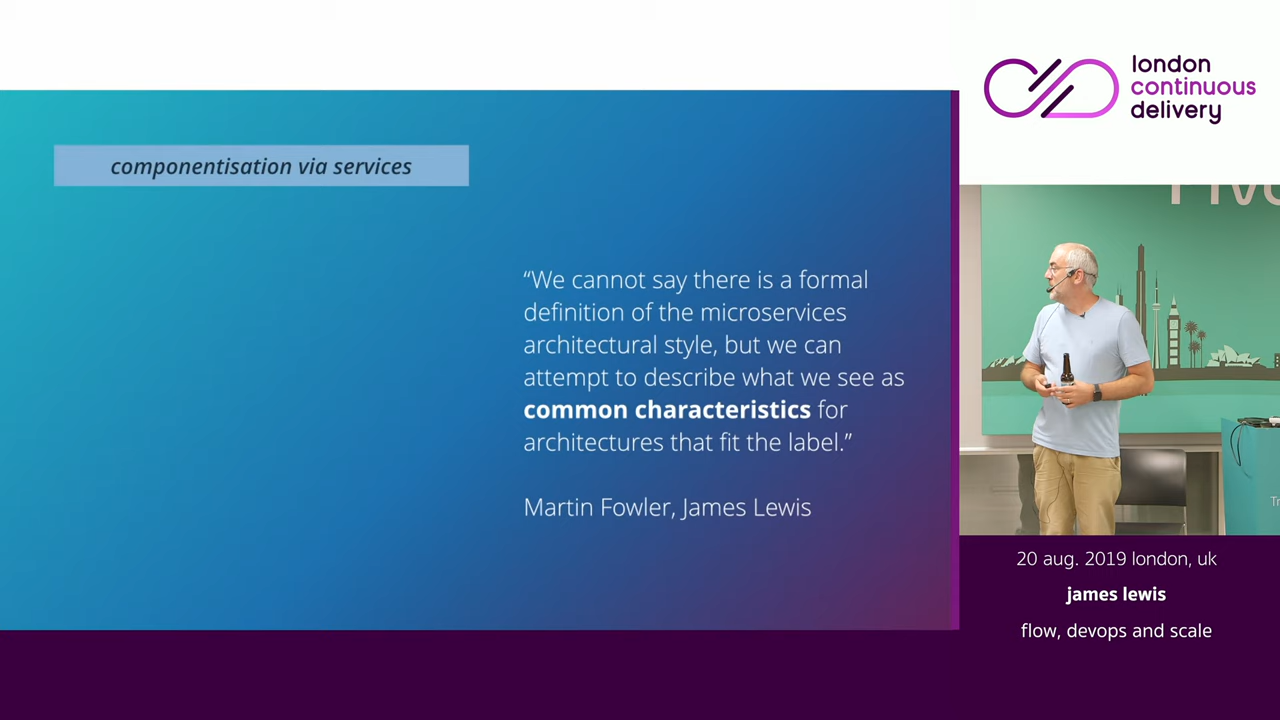 componentisation via services
“We cannot say there is a formal
definition of the microservices
architectural style, but we can
attempt to describe what we see as
common characteristics for
architectures that fit the label.”
Martin Fowler, James Lewis
london
continuous
delivery
20 aug. 2019 london, uk
james lewis
flow, devops and scale